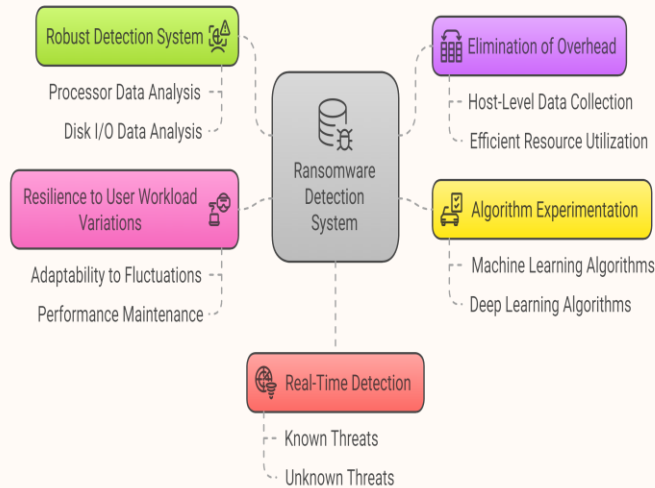 Robust Detection System
Processor Data Analysis
Disk I/O Data Analysis
Resilience to User Workload
Variations
Adaptability to Fluctuations
Performance Maintenance
Ransomware
Detection
System
Elimination of Overhead
Host-Level Data Collection
Efficient Resource Utilization
Algorithm Experimentation
Machine Learning Algorithms
Deep Learning Algorithms
Real-Time Detection
Known Threats
Unknown Threats